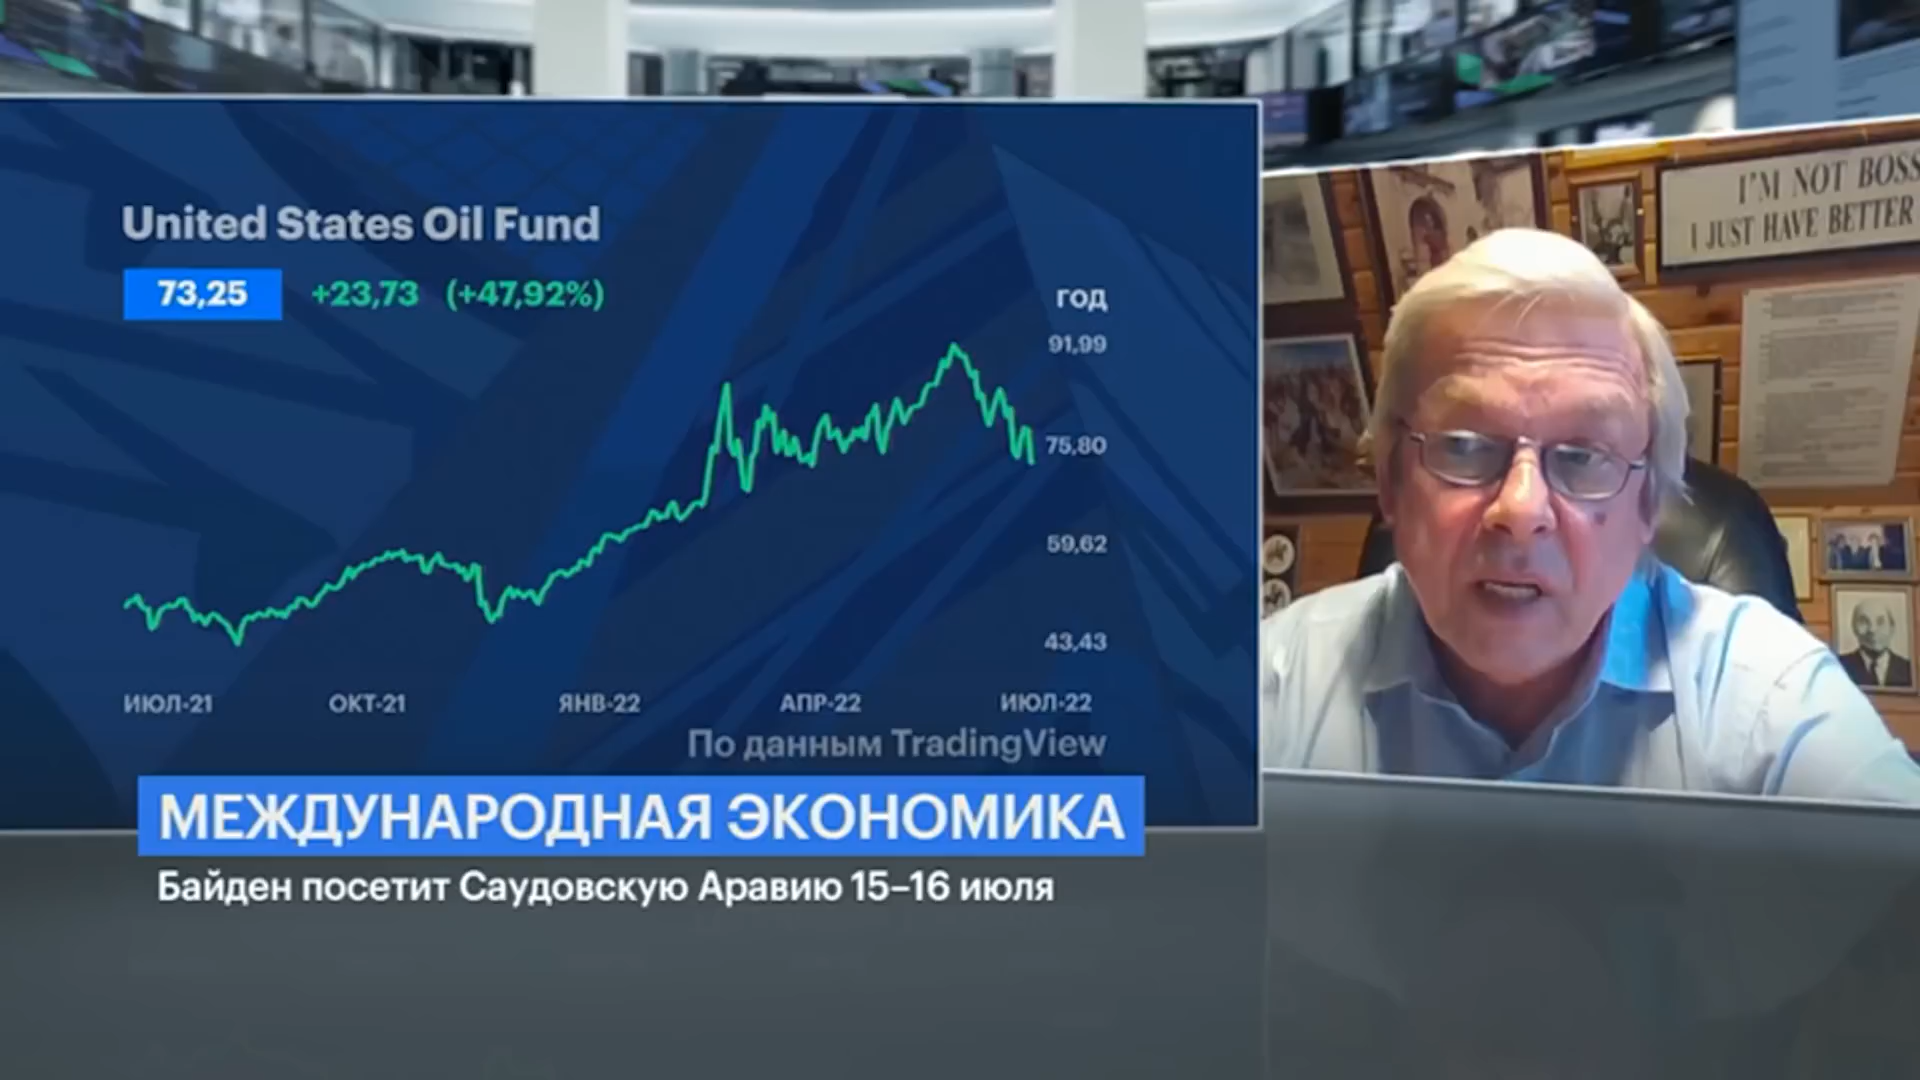 United States Oil Fund
73,25 +23,73 (+47,92%)
ГОД
91,99
75,80
59,62
43,43
ИЮЛ-21 ОКТ-21 ЯНВ-22 АПР-22 ИЮЛ-22
По данным TradingView
МЕЖДУНАРОДНАЯ ЭКОНОМИКА
Байден посетит Саудовскую Аравию 15–16 июля
I'M NOT BOSS
I JUST HAVE BETTER